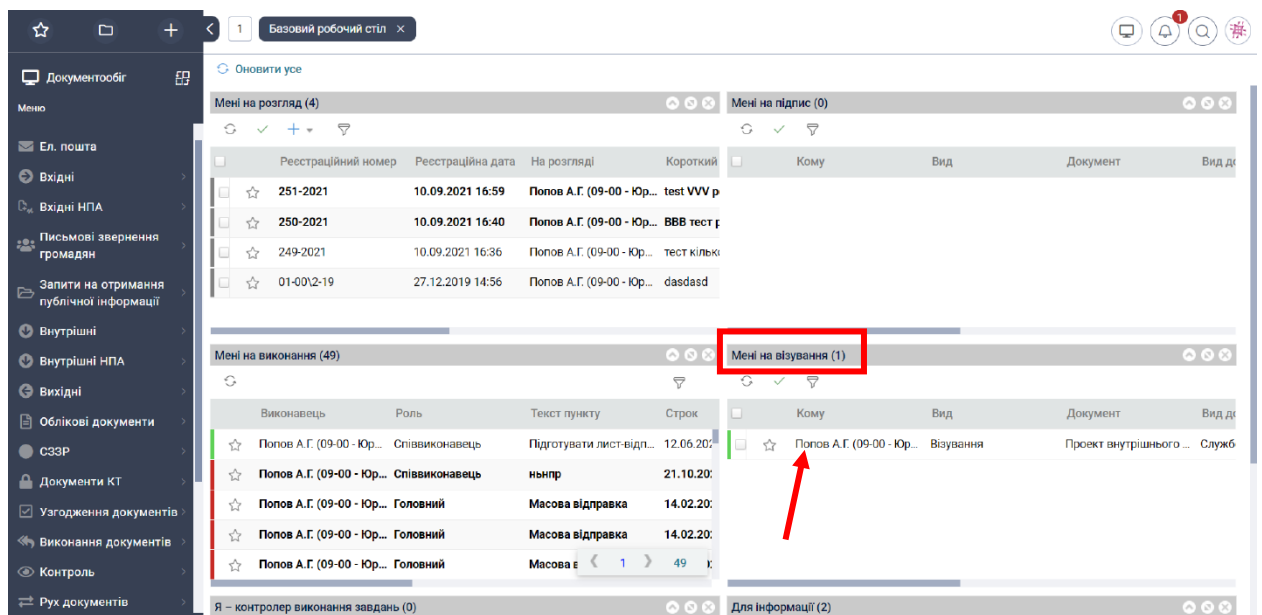 1 Базовий робочий стіл ×
1
Документообіг
Меню
Ел. пошта
Вхідні
Вхідні НПА
Письмові звернення
громадян
Запити на отримання
публічної інформації
Внутрішні
Внутрішні НПА
Вихідні
Облікові документи
СЗЗР
Документи КТ
Узгодження документів
Виконання документів
Контроль
Рух документів
Оновити усе
Мені на розгляд (4)
Реєстраційний номер Реєстраційна дата На розгляді Короткий
251-2021 10.09.2021 16:59 Попов А.Г. (09-00 - Юр... test VVV р
250-2021 10.09.2021 16:40 Попов А.Г. (09-00 - Юр... ВВВ тест р
249-2021 10.09.2021 16:36 Попов А.Г. (09-00 - Юр... тест кілько
01-00\2-19 27.12.2019 14:56 Попов А.Г. (09-00 - Юр... dasdasd
Мені на підпис (0)
Кому Вид Документ Вид до
Мені на виконання (49)
Виконавець Роль Текст пункту Строк
Попов А.Г. (09-00 - Юр... Співвиконавець Підготувати лист-відп... 12.06.202
Попов А.Г. (09-00 - Юр... Співвиконавець ньнпр 21.10.20
Попов А.Г. (09-00 - Юр... Головний Масова відправка 14.02.20
Попов А.Г. (09-00 - Юр... Головний Масова відправка 14.02.20
Попов А.Г. (09-00 - Юр... Головний Масова в
1 49
Мені на візування (1)
Кому Вид Документ Вид до
Попов А.Г. (09-00 - Юр... Візування Проект внутрішнього ... Служб
Я – контролер виконання завдань (0)
Для інформації (2)